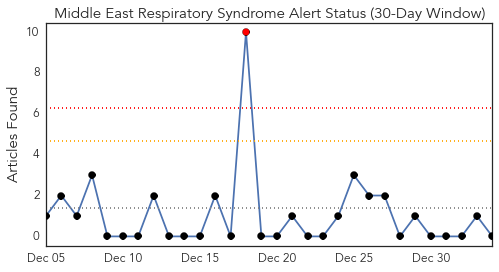 Middle East Respiratory Syndrome Alert Status (30-Day Window)
Articles Found
10
8
6
4
2
0
Dec 05 Dec 10 Dec 15 Dec 20 Dec 25 Dec 30